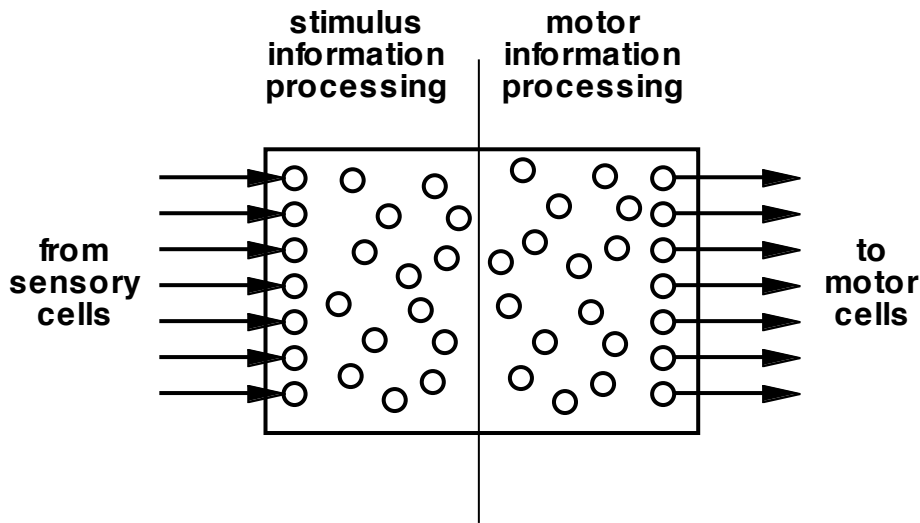 stimulus
information
processing
motor
information
processing
from
sensory
cells
to
motor
cells